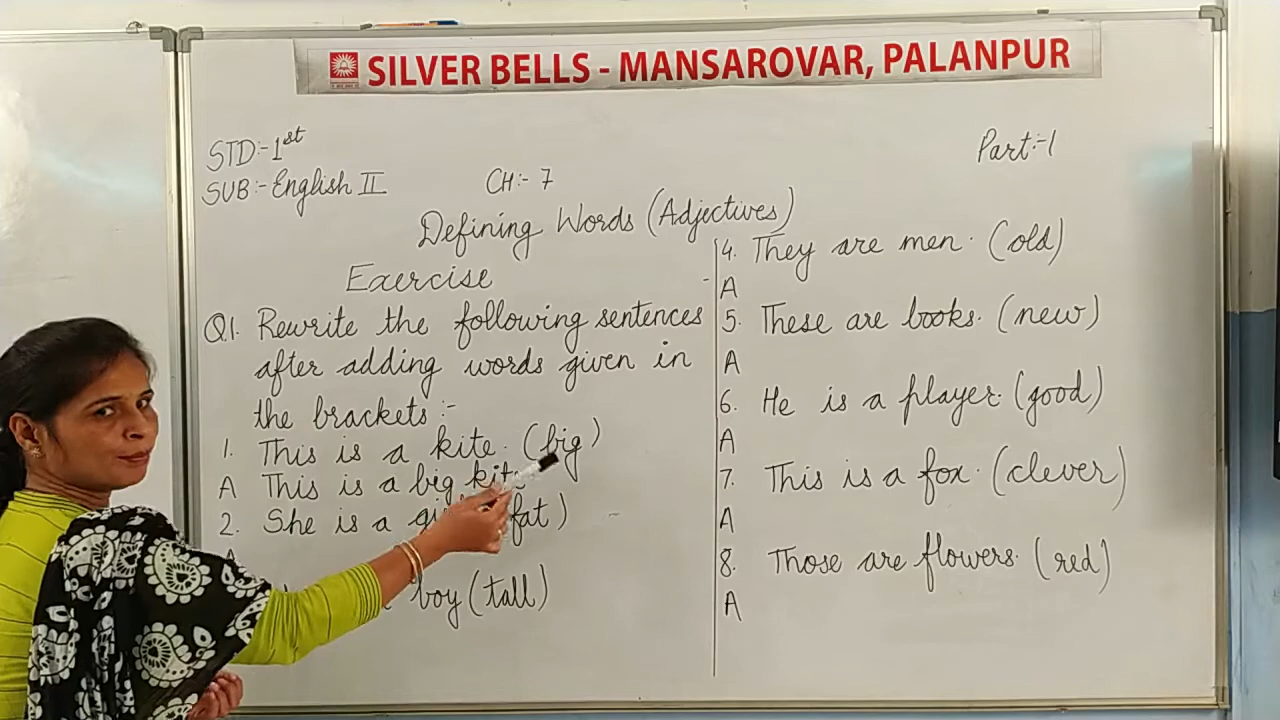 SILVER BELLS - MANSAROVAR, PALANPUR
STD:- 1st
Part:-1
SUB:- English II
CH:- 7
Defining Words (Adjectives)
Exercise
Q1. Rewrite the following sentences
after adding words given in
the brackets:-
1. This is a kite. (big)
A This is a big
2. She is a (fat)
A
boy (tall)
4. They are men. (old)
A
5. These are books. (new)
A
6. He is a player. (good)
A
7. This is a fox. (clever)
A
8. Those are flowers. (red)
A